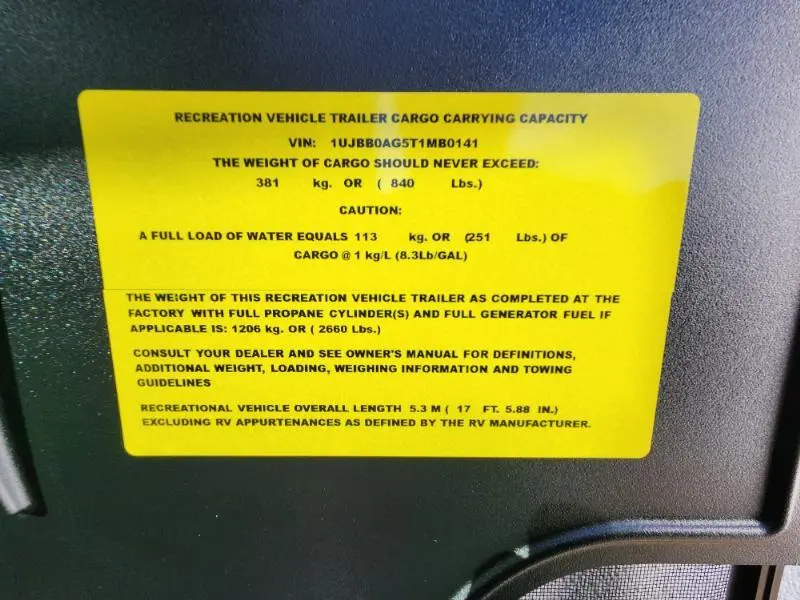 RECREATION VEHICLE TRAILER CARGO CARRYING CAPACITY
VIN: 1UJBB0AG5T1MB0141
THE WEIGHT OF CARGO SHOULD NEVER EXCEED:
381 kg. OR ( 840 Lbs.)
CAUTION:
A FULL LOAD OF WATER EQUALS 113 kg. OR (251 Lbs.) OF
CARGO @ 1 kg/L (8.3Lb/GAL)
THE WEIGHT OF THIS RECREATION VEHICLE TRAILER AS COMPLETED AT THE
FACTORY WITH FULL PROPANE CYLINDER(S) AND FULL GENERATOR FUEL IF
APPLICABLE IS: 1206 kg. OR ( 2660 Lbs.)
CONSULT YOUR DEALER AND SEE OWNER'S MANUAL FOR DEFINITIONS,
ADDITIONAL WEIGHT, LOADING, WEIGHING INFORMATION AND TOWING
GUIDELINES
RECREATIONAL VEHICLE OVERALL LENGTH 5.3 M ( 17 FT. 5.88 IN.)
EXCLUDING RV APPURTENANCES AS DEFINED BY THE RV MANUFACTURER.